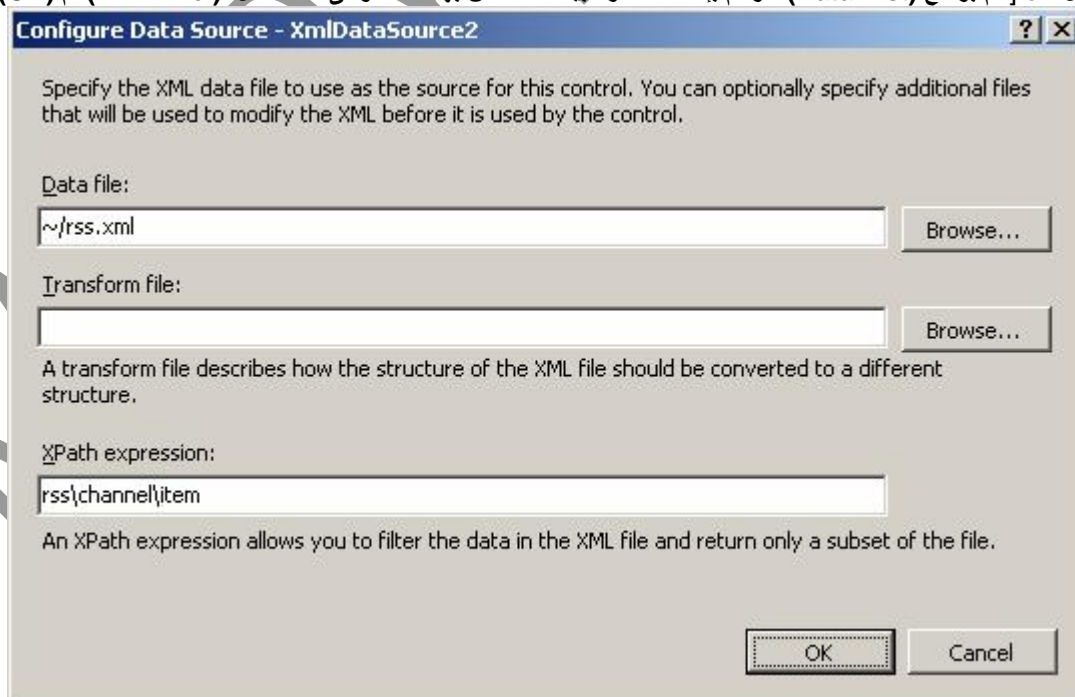 Configure Data Source - XmlDataSource2
Specify the XML data file to use as the source for this control. You can optionally specify additional files
that will be used to modify the XML before it is used by the control.
Data file:
~/rss.xml
Browse...
Transform file:
Browse...
A transform file describes how the structure of the XML file should be converted to a different
structure.
XPath expression:
rss\channel\item
An XPath expression allows you to filter the data in the XML file and return only a subset of the file.
OK
Cancel